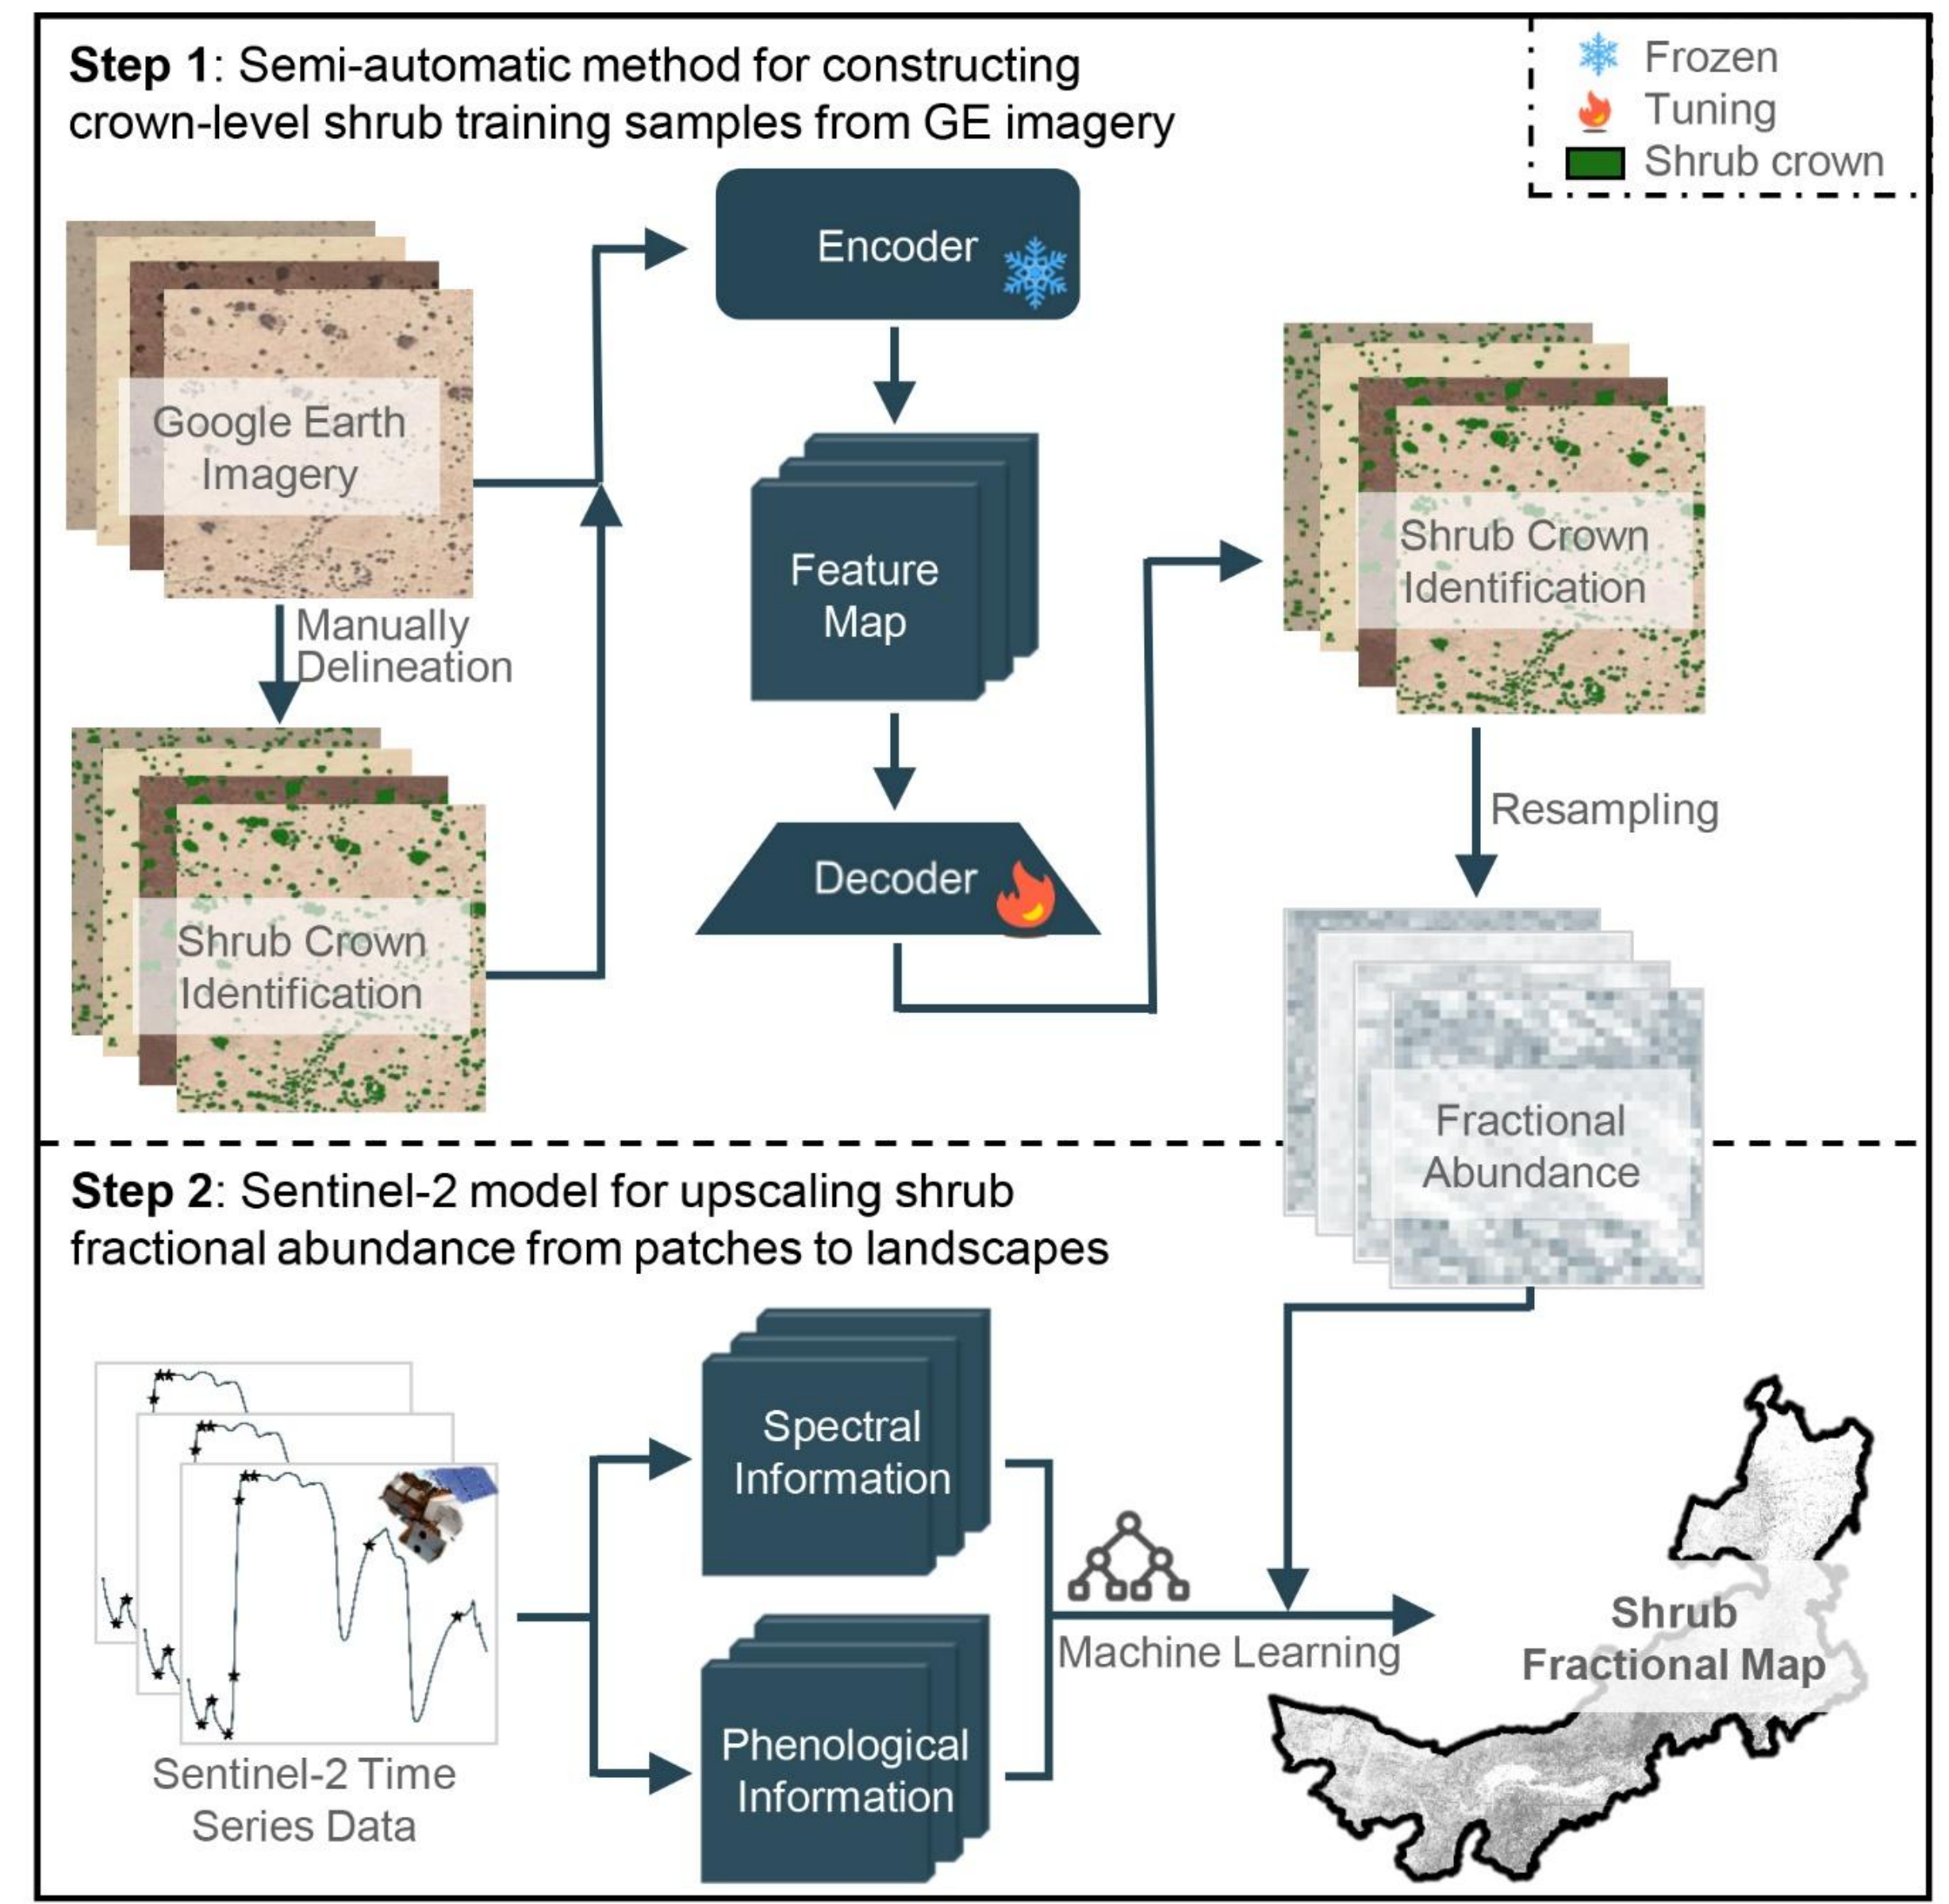 Step 1: Semi-automatic method for constructing
crown-level shrub training samples from GE imagery
Frozen
Tuning
Shrub crown
Google Earth
Imagery
Manually
Delineation
Shrub Crown
Identification
Encoder
Feature
Map
Decoder
Shrub Crown
Identification
Resampling
Fractional
Abundance
Step 2: Sentinel-2 model for upscaling shrub
fractional abundance from patches to landscapes
Sentinel-2 Time
Series Data
Spectral
Information
Phenological
Information
Machine Learning
Shrub
Fractional Map